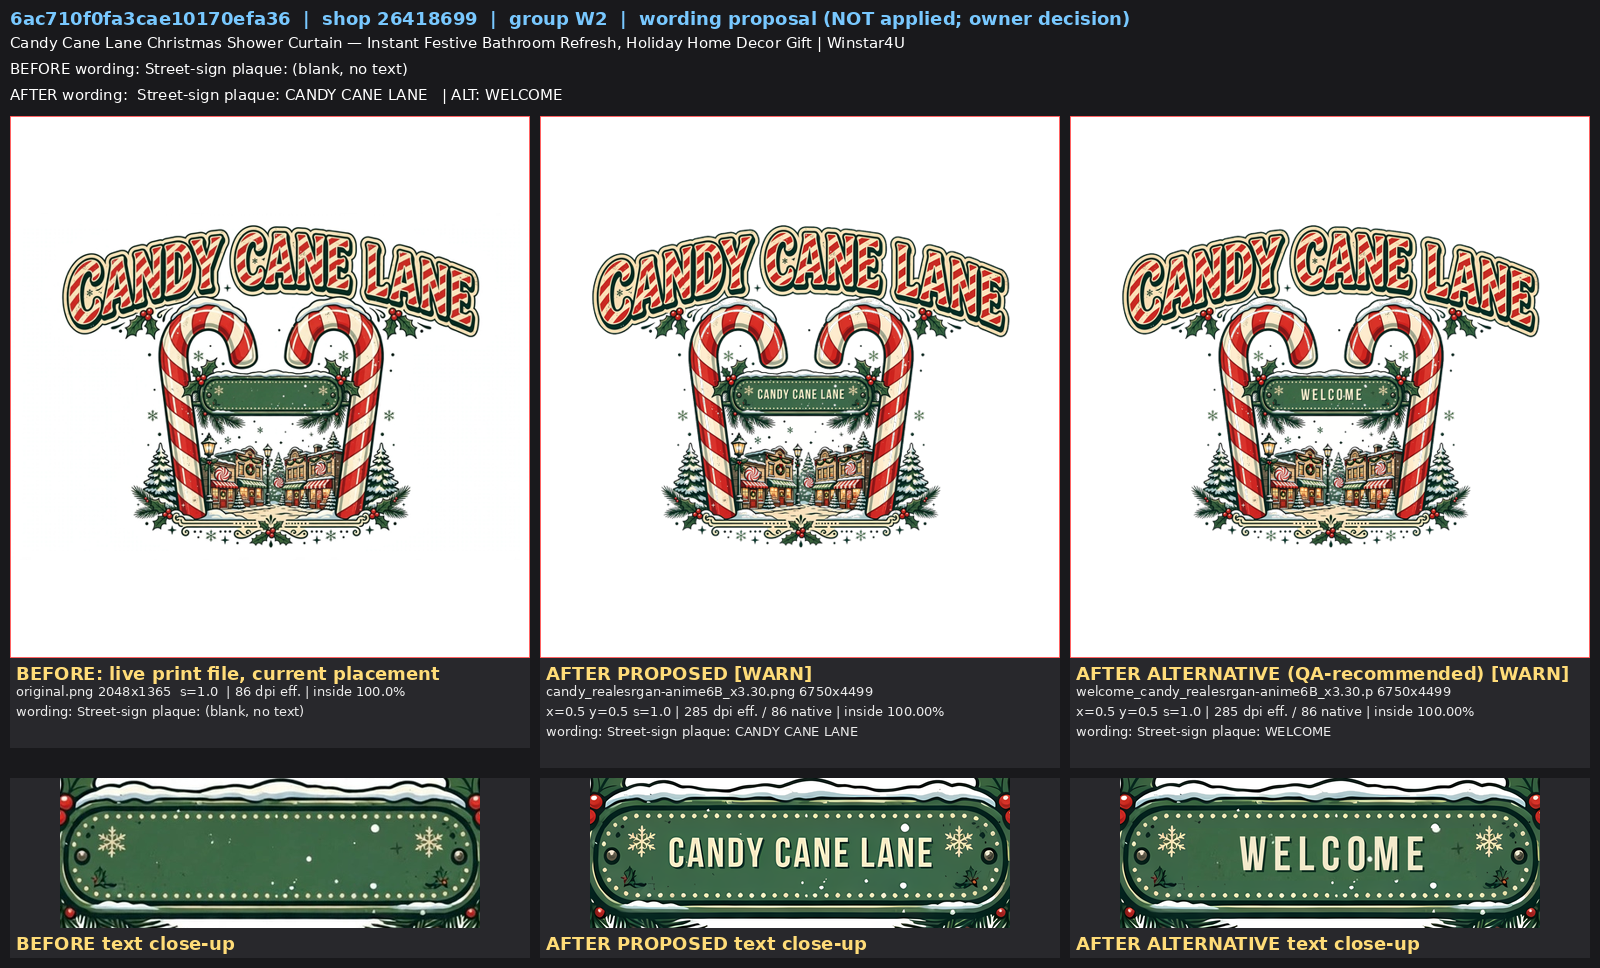 6ac710f0fa3cae10170efa36 | shop 26418699 | group W2 | wording proposal (NOT applied; owner decision)
Candy Cane Lane Christmas Shower Curtain — Instant Festive Bathroom Refresh, Holiday Home Decor Gift | Winstar4U
BEFORE wording: Street-sign plaque: (blank, no text)
AFTER wording: Street-sign plaque: CANDY CANE LANE | ALT: WELCOME
CANDY CANE LANE
CANDY CANE LANE
CANDY CANE LANE
CANDY CANE LANE
WELCOME
BEFORE: live print file, current placement
original.png 2048x1365 s=1.0 | 86 dpi eff. | inside 100.0%
wording: Street-sign plaque: (blank, no text)
AFTER PROPOSED [WARN]
candy_realesrgan-anime6B_x3.30.png 6750x4499
x=0.5 y=0.5 s=1.0 | 285 dpi eff. / 86 native | inside 100.00%
wording: Street-sign plaque: CANDY CANE LANE
AFTER ALTERNATIVE (QA-recommended) [WARN]
welcome_candy_realesrgan-anime6B_x3.30.p 6750x4499
x=0.5 y=0.5 s=1.0 | 285 dpi eff. / 86 native | inside 100.00%
wording: Street-sign plaque: WELCOME
CANDY CANE LANE
WELCOME
BEFORE text close-up
AFTER PROPOSED text close-up
AFTER ALTERNATIVE text close-up